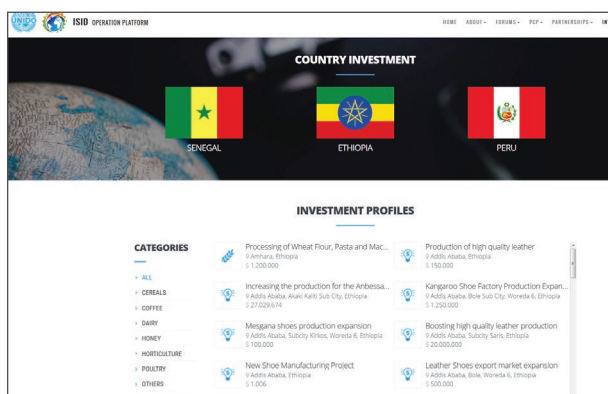 UNIDO
ISID OPERATION PLATFORM
HOME ABOUT FORUMS PCP PARTNERSHIPS
COUNTRY INVESTMENT
SENEGAL
ETHIOPIA
PERU
INVESTMENT PROFILES
CATEGORIES
ALL
CEREALS
COFFEE
DAIRY
HONEY
HORTICULTURE
POULTRY
OTHERS
Processing of Wheat Flour, Pasta and Mac...
Amhara, Ethiopia
$ 1.200.000
Production of high quality leather
Addis Ababa, Ethiopia
$ 150.000
Increasing the production for the Anbessa...
Addis Ababa, Akaki Kaliti Sub City, Ethiopia
$ 27.029.674
Kangaroo Shoe Factory Production Expan...
Addis Ababa, Bole Sub City, Woreda 6, Ethiopia
$ 1.250.000
Mesgana shoes production expansion
Addis Ababa, Subcity Kirkos, Woreda 6, Ethiopia
$ 100.000
Boosting high quality leather production
Addis Ababa, Subcity Saris, Ethiopia
$ 20.000.000
New Shoe Manufacturing Project
Addis Ababa, Ethiopia
$ 1.006
Leather Shoes export market expansion
Addis Ababa, Bole, Woreda 6, Ethiopia
$ 500.000